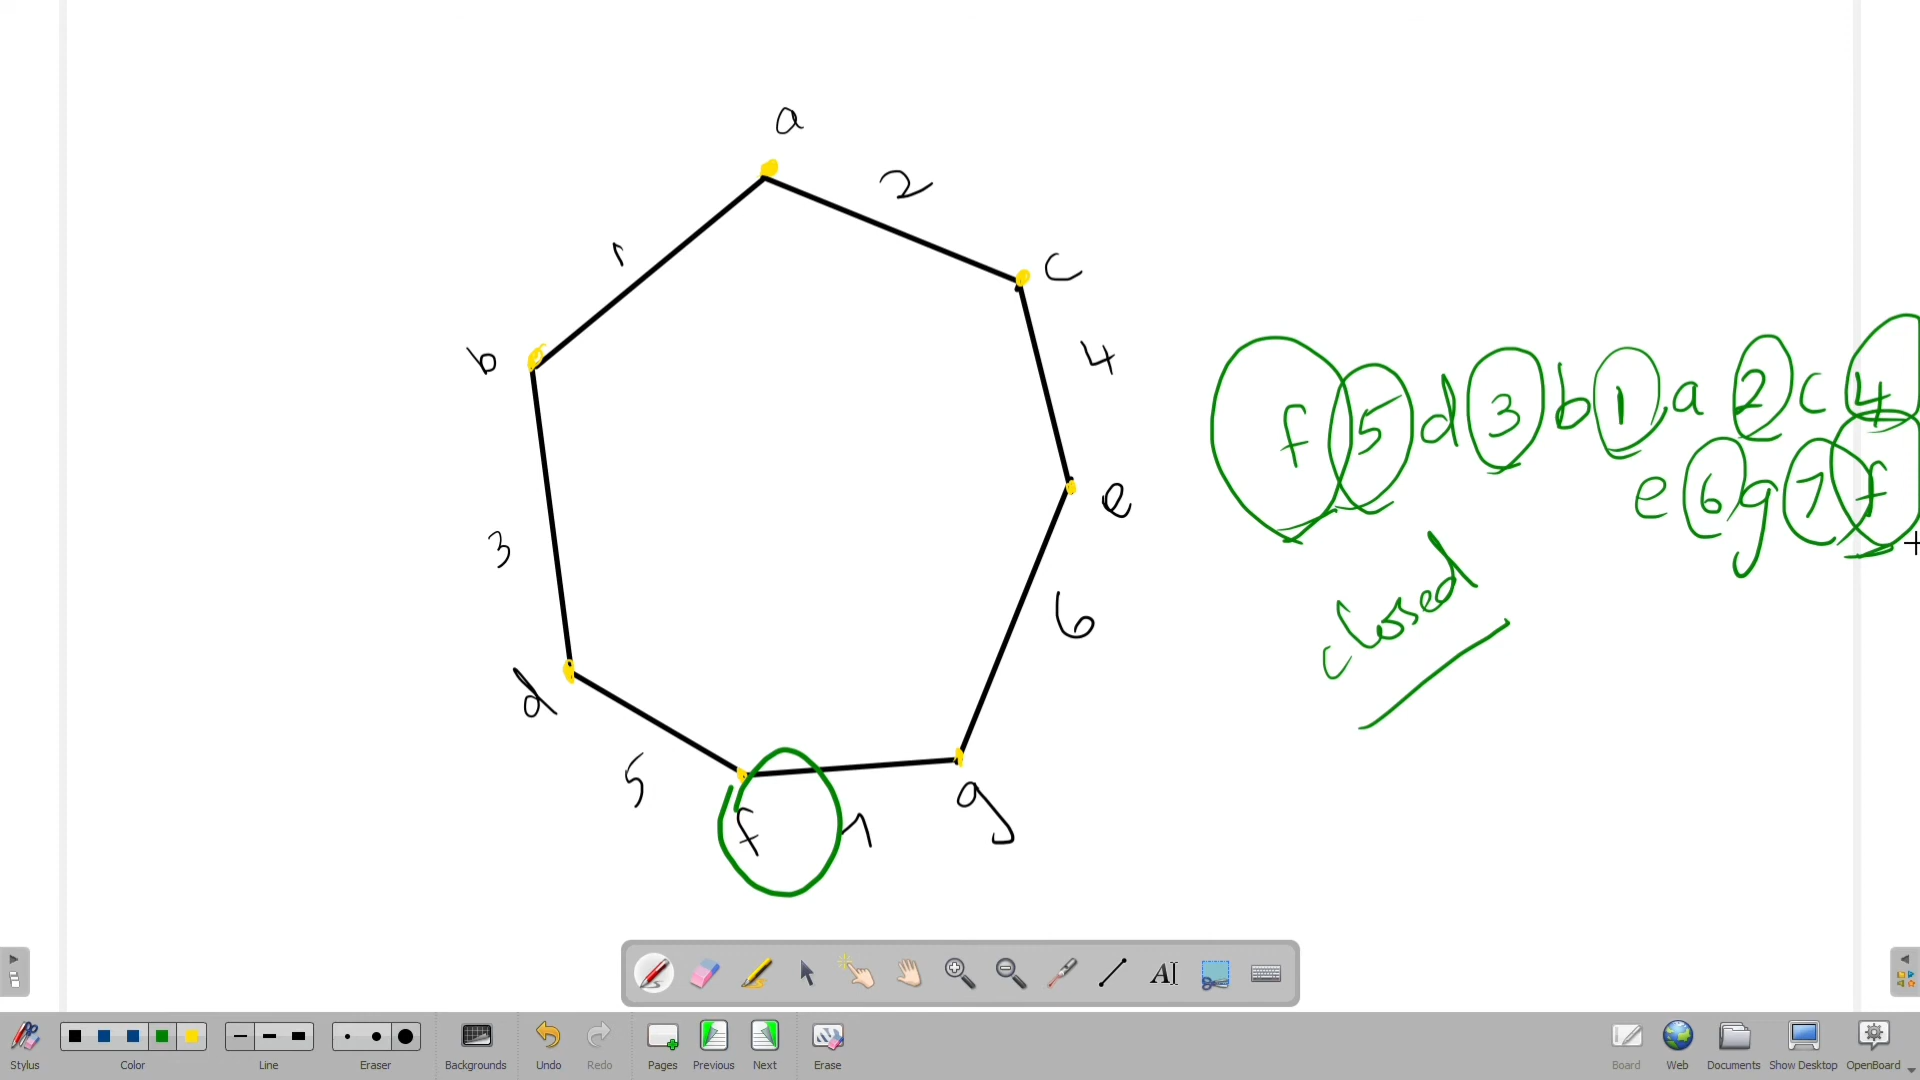 a
2
1
c
b
4
f 5 d 3 b 1 a 2 c 4
e 6 g 7 f
e
3
closed
6
d
5
g
f
7
Stylus
Color
Line
Eraser
Backgrounds
Undo
Redo
Pages
Previous
Next
Erase
Board
Web
Documents
Show Desktop
OpenBoard